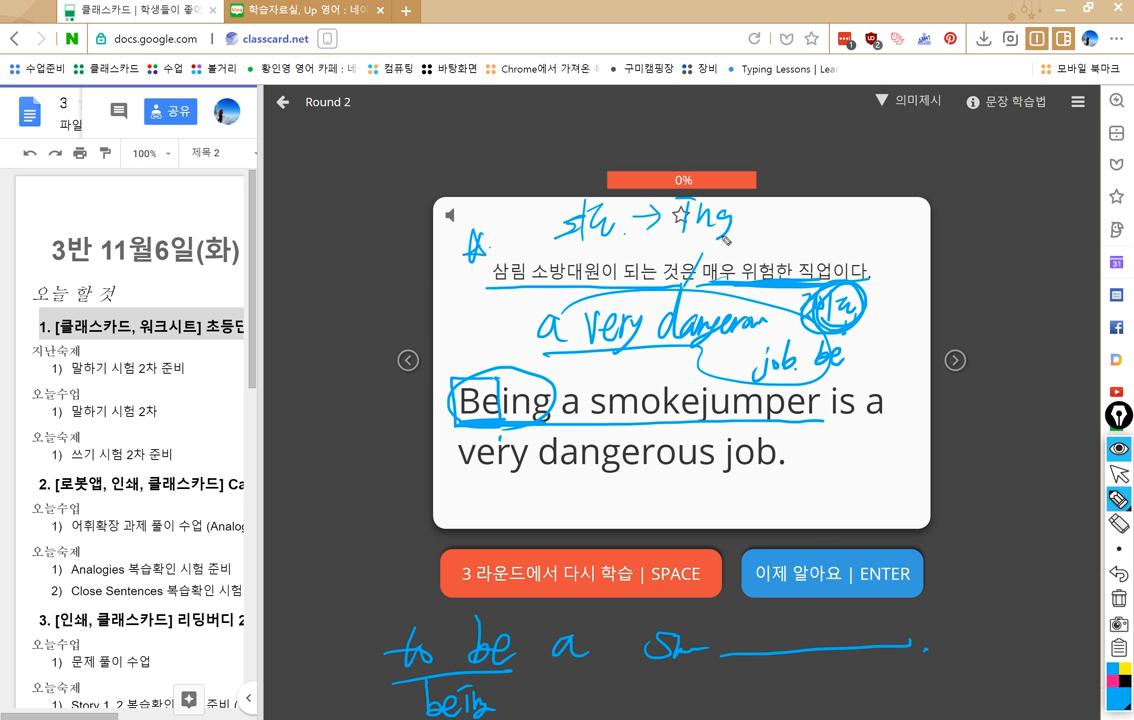 클래스카드 | 학생들이 좋아
학습자료실, Up 영어 : 네이
docs.google.com | classcard.net
수업준비 클래스카드 수업 볼거리 황인영 영어 카페 : 네 컴퓨팅 바탕화면 Chrome에서 가져온 구미캠핑장 장비 Typing Lessons | Lear 모바일 북마크
3
파일
공유
100% 제목 2
3반 11월6일(화)
오늘 할 것
1. [클래스카드, 워크시트] 초등단
지난숙제
1) 말하기 시험 2차 준비
오늘수업
1) 말하기 시험 2차
오늘숙제
1) 쓰기 시험 2차 준비
2. [로봇앱, 인쇄, 클래스카드] Ca
오늘수업
1) 어휘확장 과제 풀이 수업 (Analog
오늘숙제
1) Analogies 복습확인 시험 준비
2) Close Sentences 복습확인 시험
3. [인쇄, 클래스카드] 리딩버디 2
오늘수업
1) 문제 풀이 수업
오늘숙제
1) Story 1, 2 복습확인 준비 (
Round 2
의미제시 문장 학습법
0%
→ ing
삼림 소방대원이 되는 것은 매우 위험한 직업이다.
a very dangerous
job. be
Being a smokejumper is a
very dangerous job.
3 라운드에서 다시 학습 | SPACE
이제 알아요 | ENTER
to be a sm
being